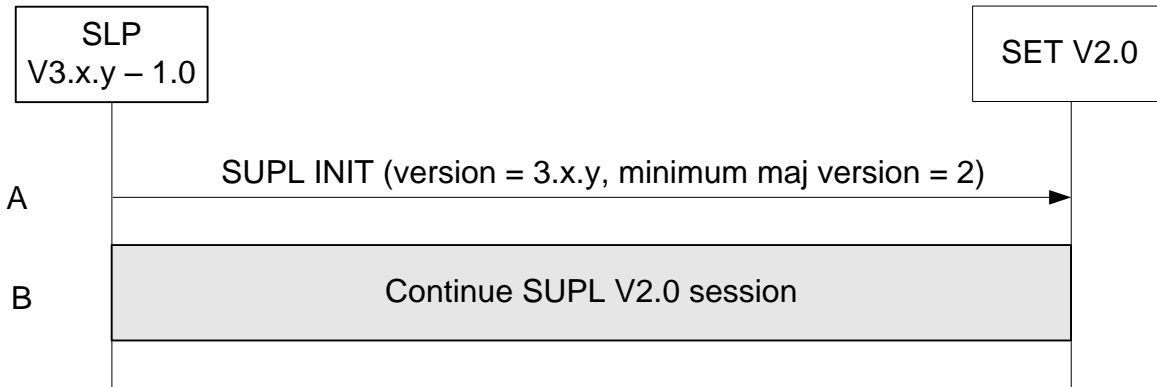 SLP
V3.x.y – 1.0
SET V2.0
SUPL INIT (version = 3.x.y, minimum maj version = 2)
A
Continue SUPL V2.0 session
B